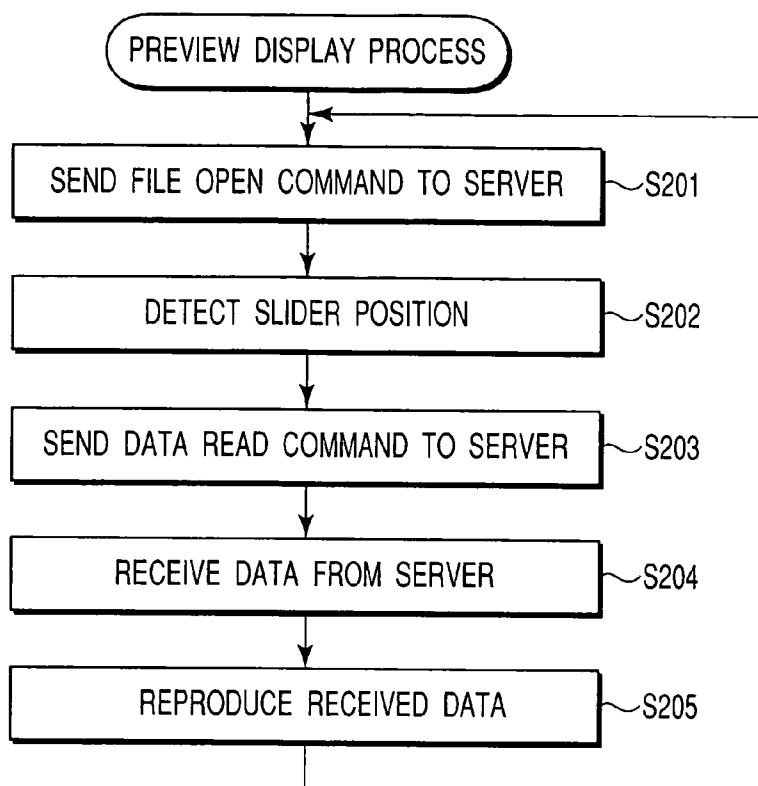 PREVIEW DISPLAY PROCESS
SEND FILE OPEN COMMAND TO SERVER
S201
DETECT SLIDER POSITION
S202
SEND DATA READ COMMAND TO SERVER
S203
RECEIVE DATA FROM SERVER
S204
REPRODUCE RECEIVED DATA
S205